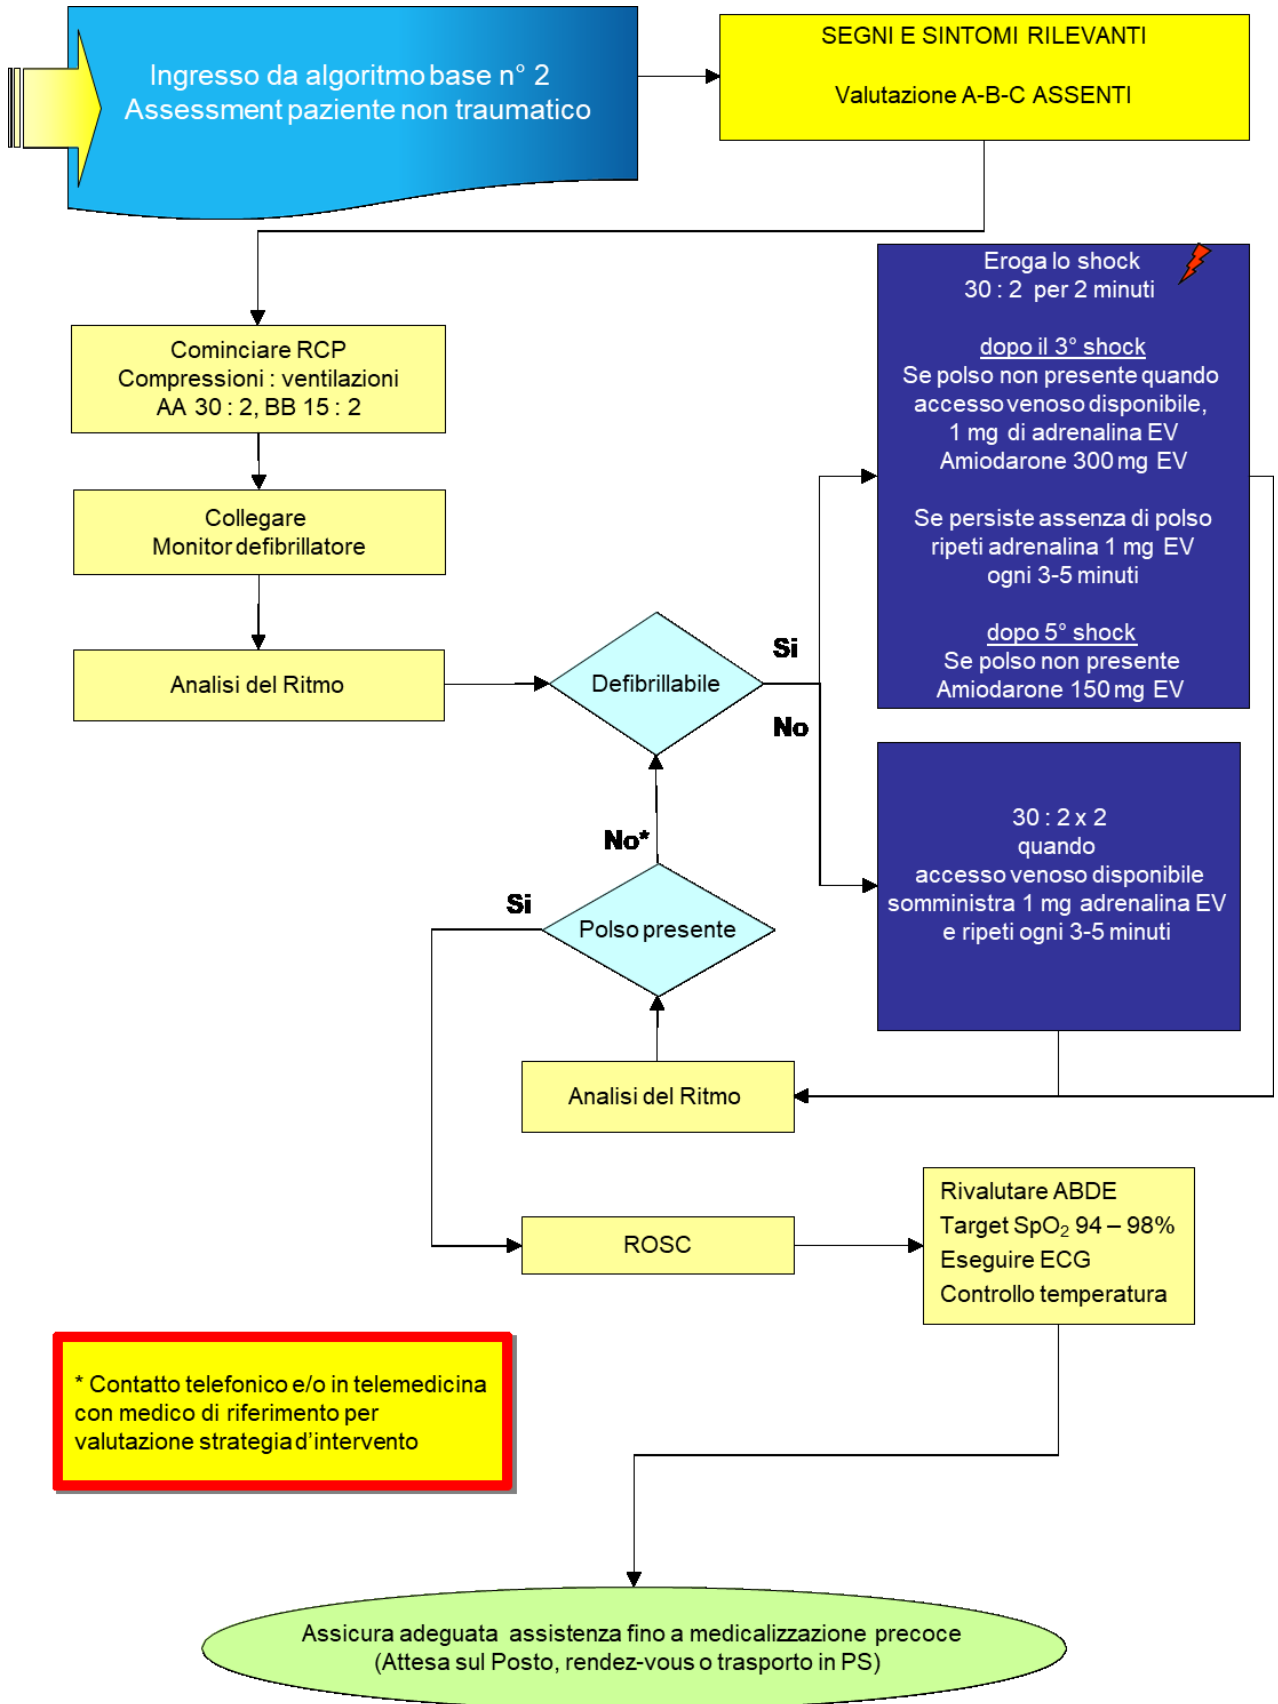 Ingresso da algoritmo base n° 2
Assessment paziente non traumatico
SEGNI E SINTOMI RILEVANTI
Valutazione A-B-C ASSENTI
Cominciare RCP
Compressioni : ventilazioni
AA 30 : 2, BB 15 : 2
Collegare
Monitor defibrillatore
Analisi del Ritmo
Defibrillabile
Si
No
Eroga lo shock
30 : 2 per 2 minuti
dopo il 3° shock
Se polso non presente quando
accesso venoso disponibile,
1 mg di adrenalina EV
Amiodarone 300 mg EV
Se persiste assenza di polso
ripeti adrenalina 1 mg EV
ogni 3-5 minuti
dopo 5° shock
Se polso non presente
Amiodarone 150 mg EV
30 : 2 x 2
quando
accesso venoso disponibile
somministra 1 mg adrenalina EV
e ripeti ogni 3-5 minuti
No*
Si
Polso presente
Analisi del Ritmo
ROSC
Rivalutare ABDE
Target SpO₂ 94 – 98%
Eseguire ECG
Controllo temperatura
* Contatto telefonico e/o in telemedicina
con medico di riferimento per
valutazione strategia d'intervento
Assicura adeguata assistenza fino a medicalizzazione precoce
(Attesa sul Posto, rendez-vous o trasporto in PS)